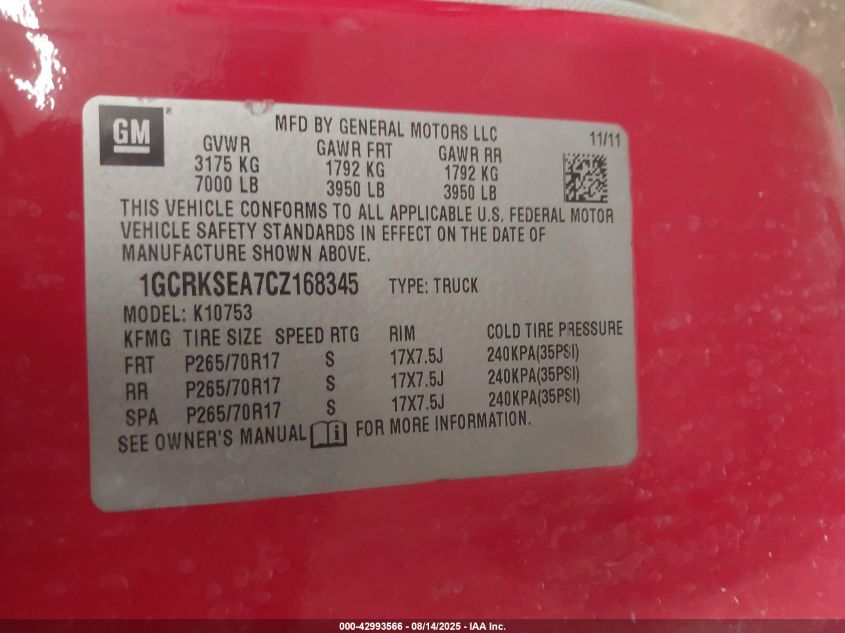 GM
MFD BY GENERAL MOTORS LLC 11/11
GVWR GAWR FRT GAWR RR
3175 KG 1792 KG 1792 KG
7000 LB 3950 LB 3950 LB
THIS VEHICLE CONFORMS TO ALL APPLICABLE U.S. FEDERAL MOTOR
VEHICLE SAFETY STANDARDS IN EFFECT ON THE DATE OF
MANUFACTURE SHOWN ABOVE.
1GCRKSEA7CZ168345 TYPE: TRUCK
MODEL: K10753
KFMG TIRE SIZE SPEED RTG RIM COLD TIRE PRESSURE
FRT P265/70R17 S 17X7.5J 240KPA(35PSI)
RR P265/70R17 S 17X7.5J 240KPA(35PSI)
SPA P265/70R17 S 17X7.5J 240KPA(35PSI)
SEE OWNER'S MANUAL i FOR MORE INFORMATION.
000-42993566 - 08/14/2025 - IAA Inc.